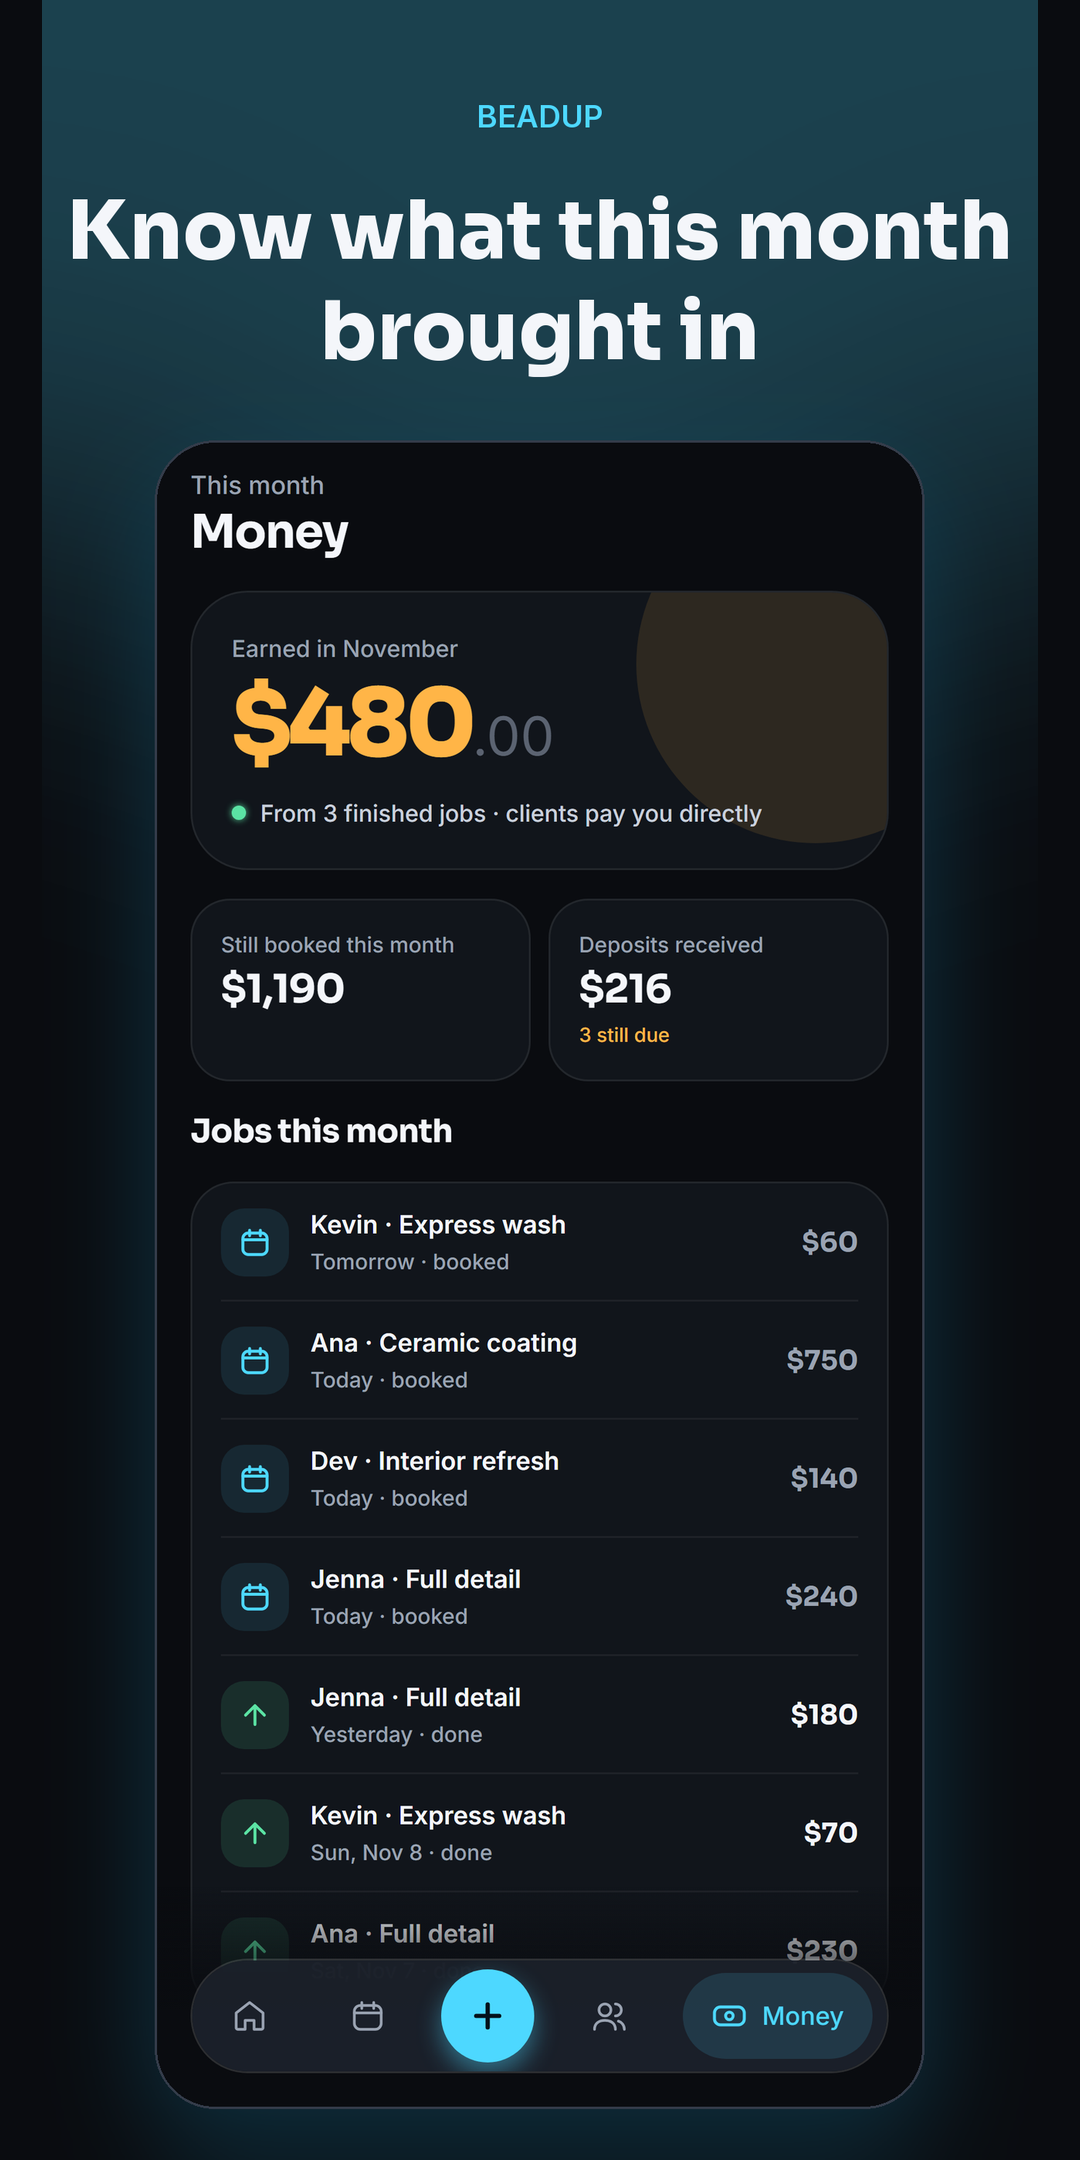 BEADUP
Know what this month
brought in
This month
Money
Earned in November
$480.00
From 3 finished jobs · clients pay you directly
Still booked this month
$1,190
Deposits received
$216
3 still due
Jobs this month
Kevin · Express wash
$60
Tomorrow · booked
Ana · Ceramic coating
$750
Today · booked
Dev · Interior refresh
$140
Today · booked
Jenna · Full detail
$240
Today · booked
Jenna · Full detail
$180
Yesterday · done
Kevin · Express wash
$70
Sun, Nov 8 · done
Ana · Full detail
$230
Money